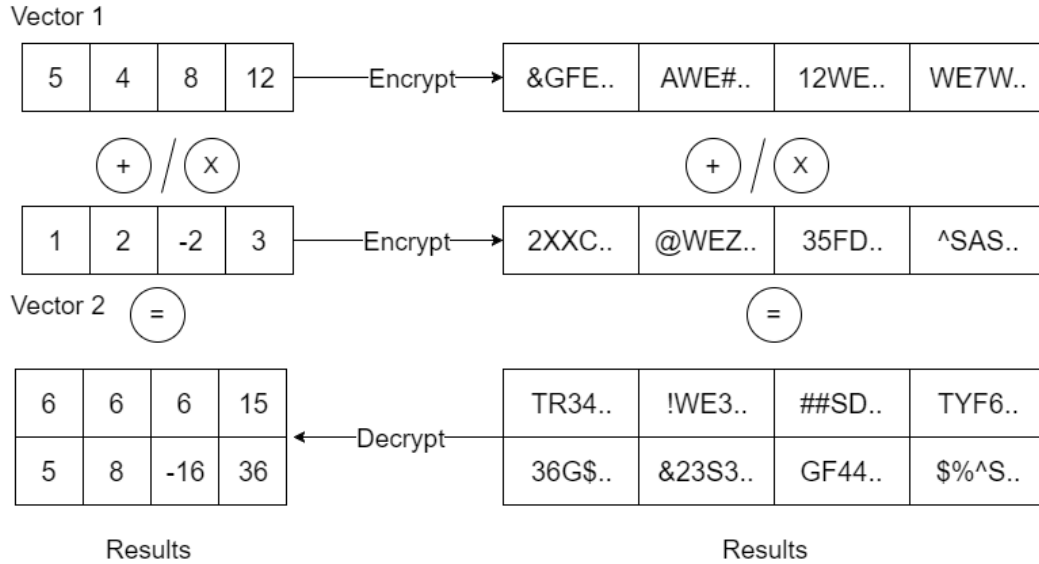 Vector 1
5 4 8 12 Encrypt &GFE.. AWE#.. 12WE.. WE7W..
+ / X + / X
1 2 -2 3 Encrypt 2XXC.. @WEZ.. 35FD.. ^SAS..
Vector 2 = =
6 6 6 15 TR34.. !WE3.. ##SD.. TYF6..
Decrypt
5 8 -16 36 36G$.. &23S3.. GF44.. $%^S..
Results Results